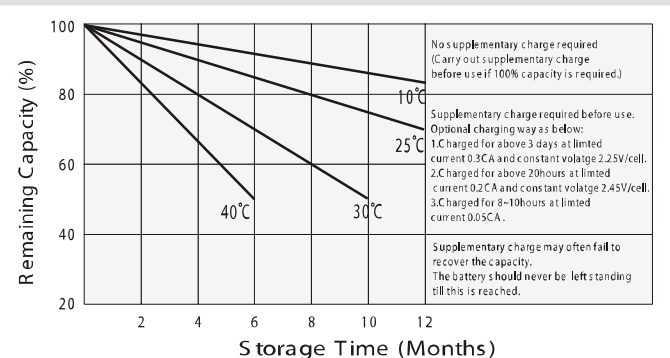 Remaining Capacity (%)
100
80
60
40
20
2 4 6 8 10 12
Storage Time (Months)
10°C
25°C
30°C
40°C
No supplementary charge required
(Carry out supplementary charge
before use if 100% capacity is required.)
Supplementary charge required before use.
Optional charging way as below:
1.Charged for above 3 days at limted
current 0.3CA and constant volatge 2.25V/cell.
2.Charged for above 20hours at limted
current 0.2CA and constant volatge 2.45V/cell.
3.Charged for 8~10hours at limted
current 0.05CA.
Supplementary charge may often fail to
recover the capacity.
The battery should never be left standing
till this is reached.